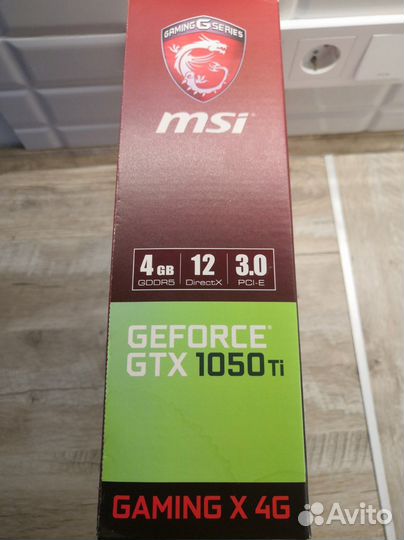 GAMING G SERIES
msi
4 GB 12 3.0
GDDR5 DirectX PCI-E
GEFORCE®
GTX 1050 Ti
GAMING X 4G
Avito